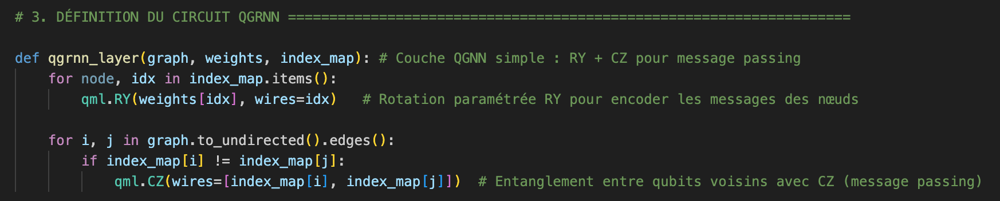 # 3. DÉFINITION DU CIRCUIT QGRNN ====================================================================
def qgrnn_layer(graph, weights, index_map): # Couche QGNN simple : RY + CZ pour message passing
    for node, idx in index_map.items():
        qml.RY(weights[idx], wires=idx)   # Rotation paramétrée RY pour encoder les messages des nœuds
    for i, j in graph.to_undirected().edges():
        if index_map[i] != index_map[j]:
            qml.CZ(wires=[index_map[i], index_map[j]])  # Entanglement entre qubits voisins avec CZ (message passing)